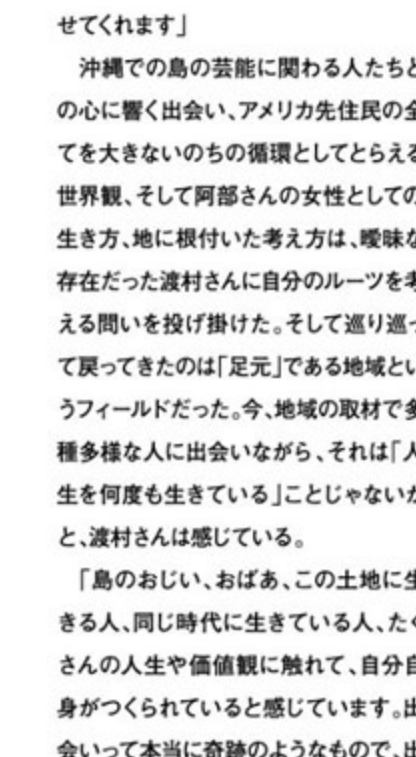 せてくれます」
沖縄での島の芸能に関わる人たちと
の心に響く出会い、アメリカ先住民の全
てを大きないのちの循環としてとらえる
世界観、そして阿部さんの女性としての
生き方、地に根付いた考え方は、曖昧な
存在だった渡村さんに自分のルーツを考
える問いを投げ掛けた。そして巡り巡っ
て戻ってきたのは「足元」である地域とい
うフィールドだった。今、地域の取材で多
種多様な人に出会いながら、それは「人
生を何度も生きている」ことじゃないか
と、渡村さんは感じている。
「島のおじい、おばあ、この土地に生
きる人、同じ時代に生きている人、たく
さんの人生や価値観に触れて、自分自
身がつくられていると感じています。出
会いって本当に奇跡のようなもので、出